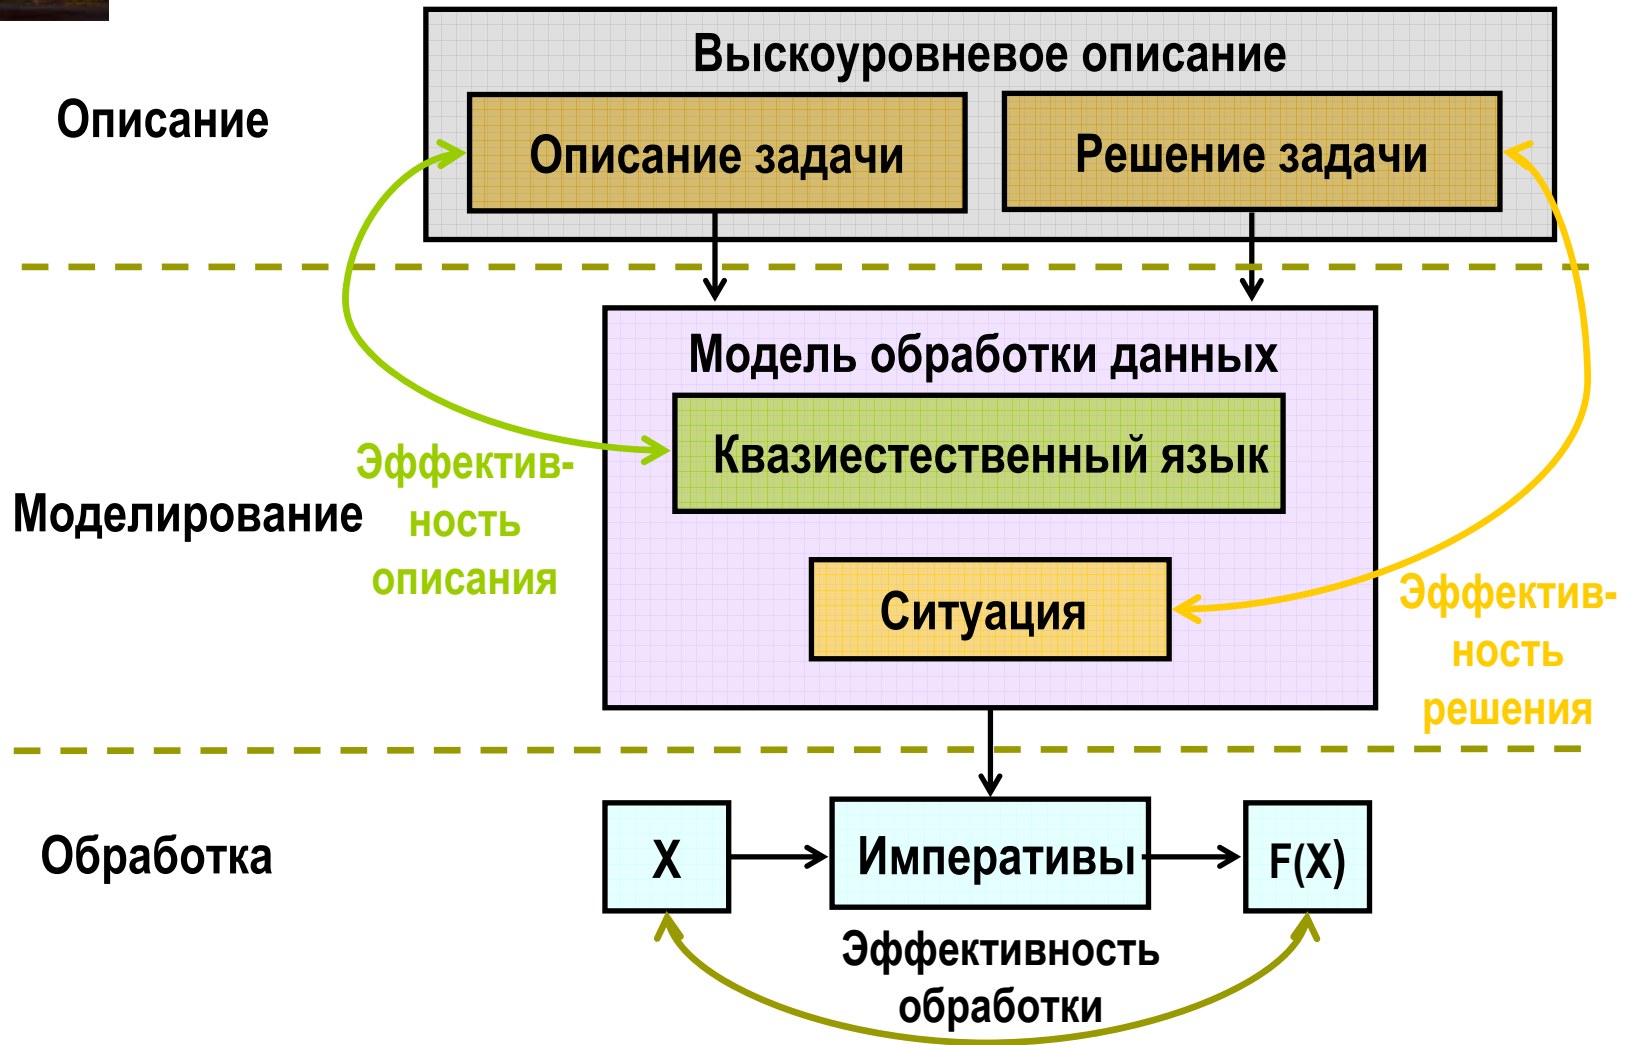 Выскоуровневое описание
Описание
Описание задачи
Решение задачи
Модель обработки данных
Квазиестественный язык
Эффектив-
ность
описания
Моделирование
Ситуация
Эффектив-
ность
решения
Обработка
X
Императивы
F(X)
Эффективность
обработки